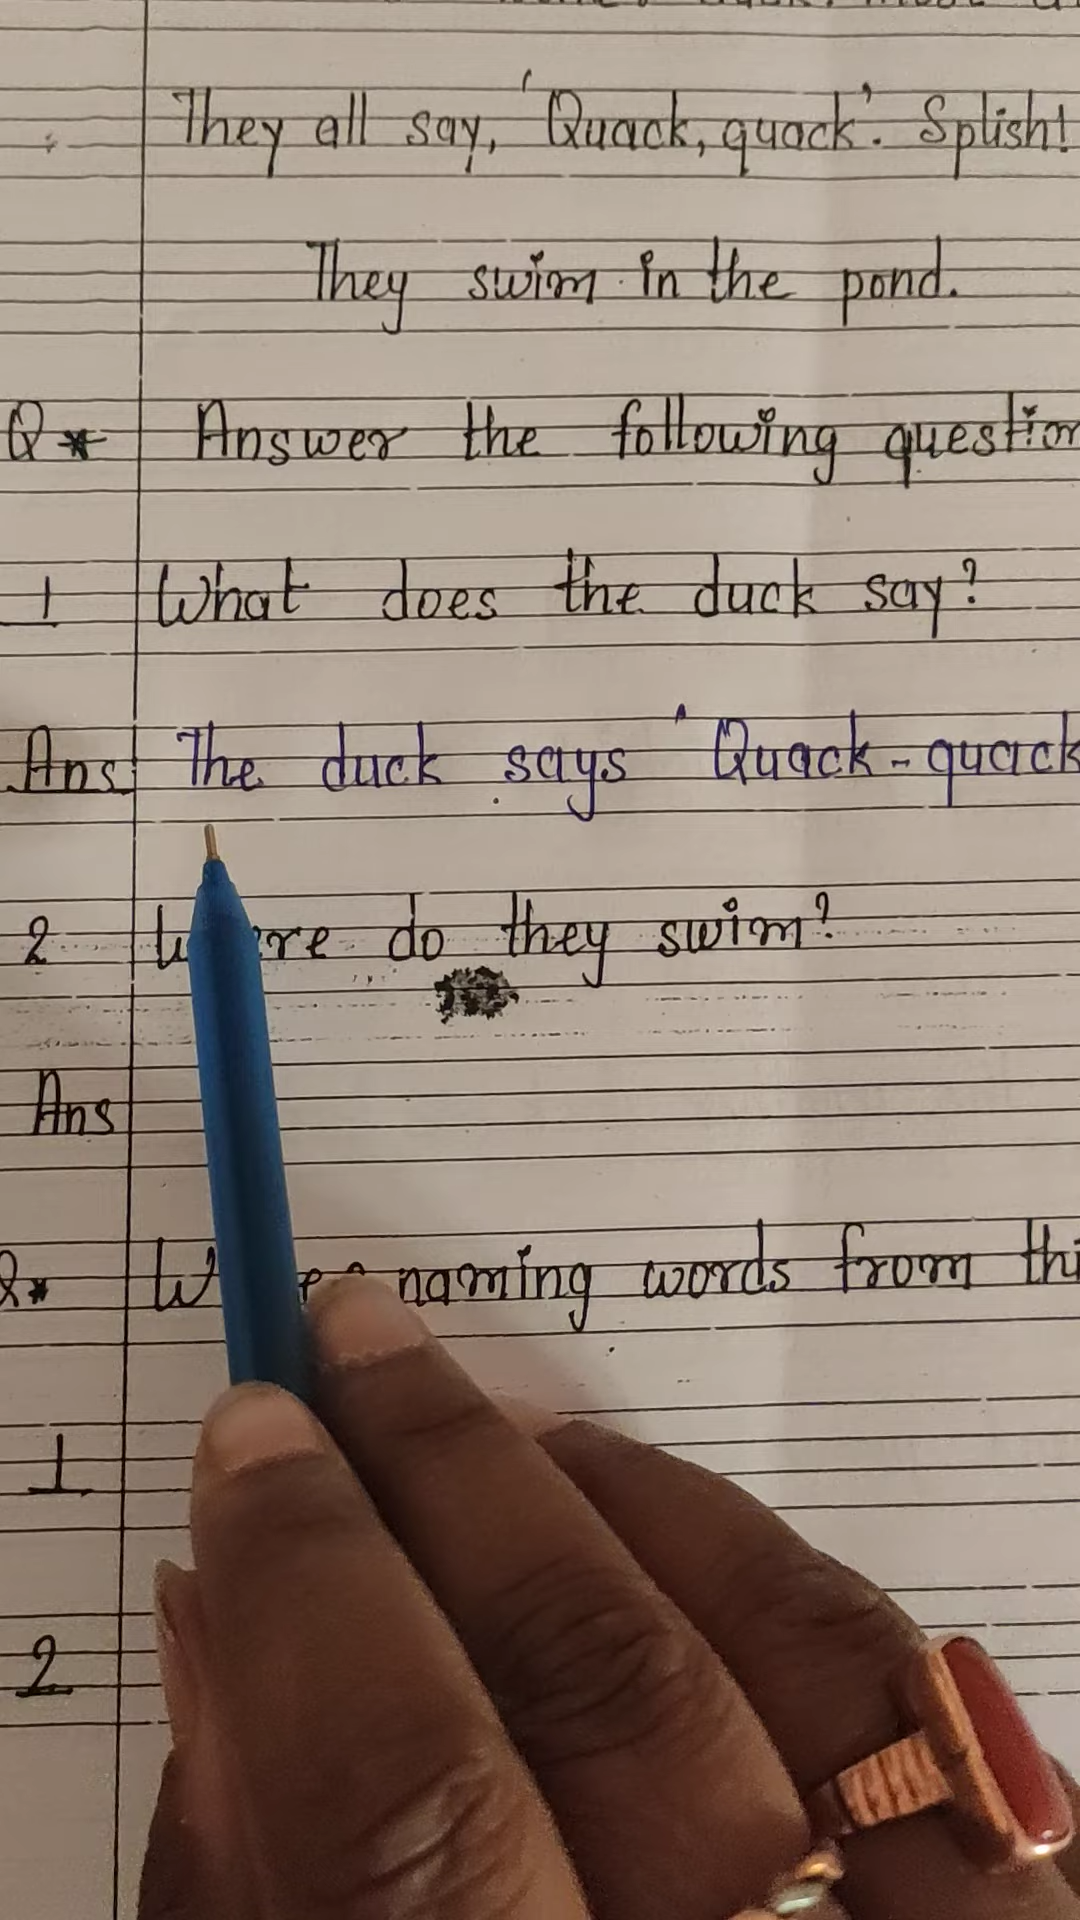 They all say, 'Quack, quack'. Splish!
They swim in the pond.
Q* Answer the following
1 What does the duck say?
Ans The duck says 'Quack-quack
2 do they swim?
Ans
Q* naming words from
1
2